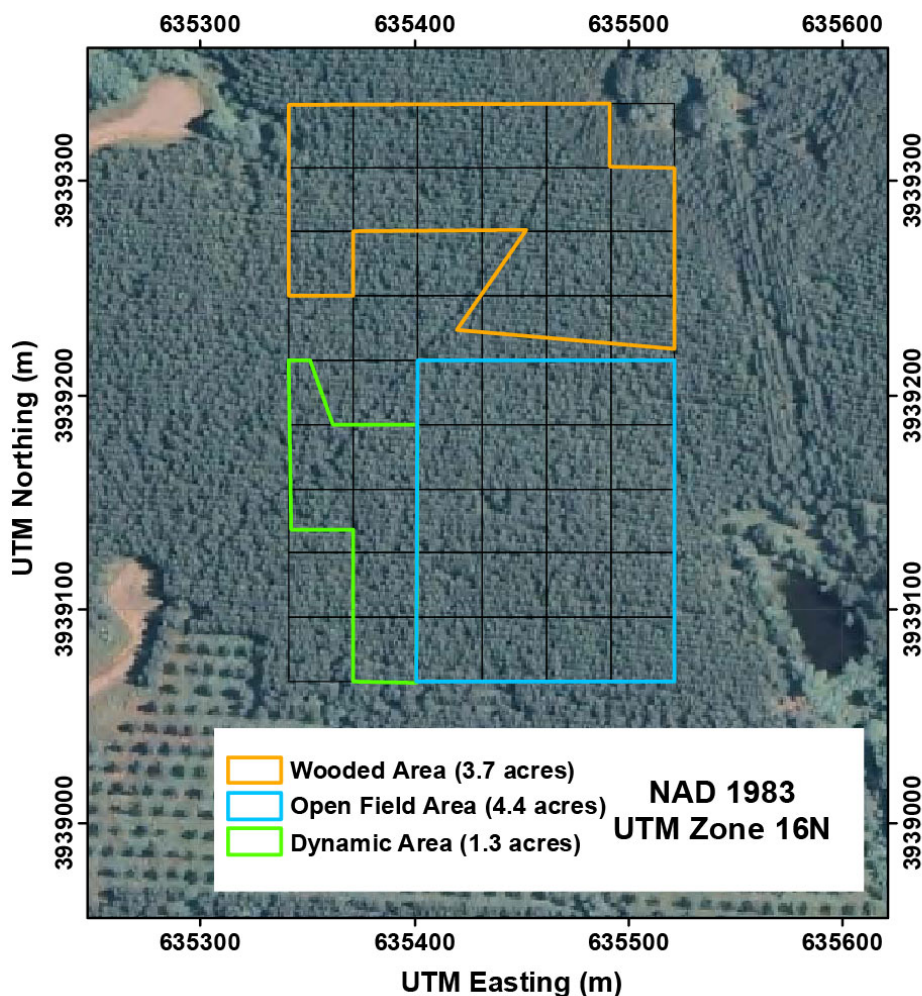 635300 635400 635500 635600
3939300 3939300
3939200 3939200
3939100 3939100
3939000 3939000
UTM Northing (m)
Wooded Area (3.7 acres)
Open Field Area (4.4 acres)
Dynamic Area (1.3 acres)
NAD 1983
UTM Zone 16N
635300 635400 635500 635600
UTM Easting (m)